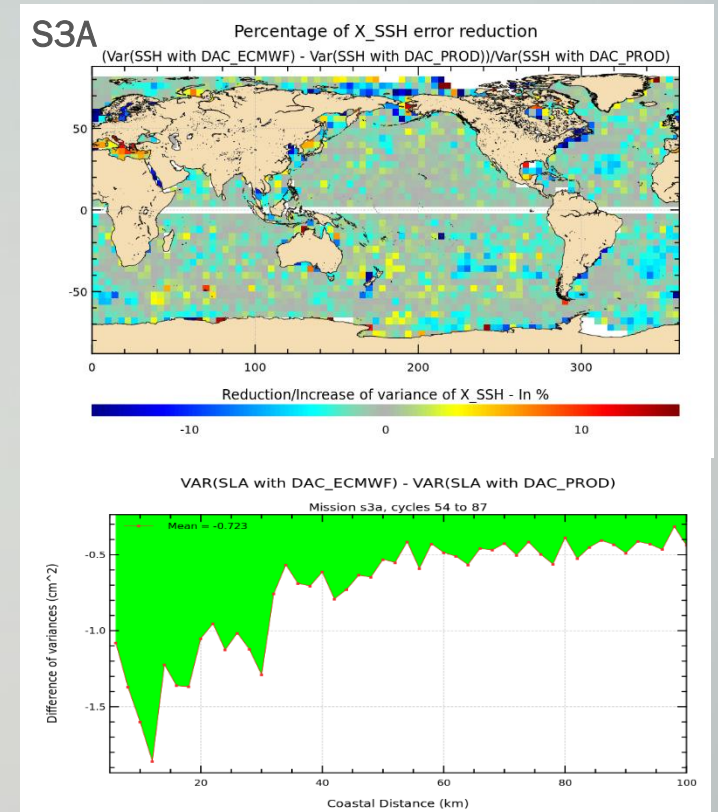 S3A
Percentage of X_SSH error reduction
(Var(SSH with DAC_ECMWF) - Var(SSH with DAC_PROD))/Var(SSH with DAC_PROD)
50
0
-50
0 100 200 300
Reduction/Increase of variance of X_SSH - In %
-10 0 10
VAR(SLA with DAC_ECMWF) - VAR(SLA with DAC_PROD)
Mission s3a, cycles 54 to 87
Mean = -0.723
Difference of variances (cm^2)
-0.5
-1.0
-1.5
20 40 60 80 100
Coastal Distance (km)